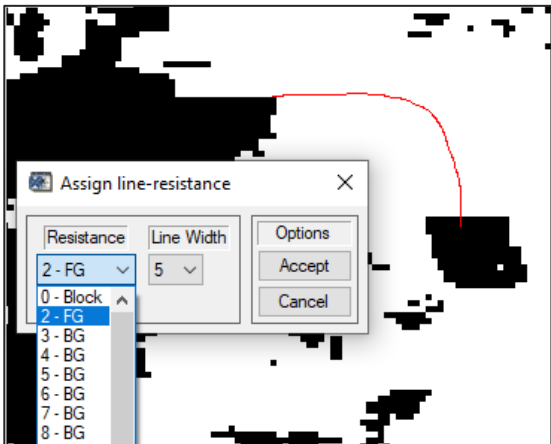 Assign line-resistance
Resistance
Line Width
Options
2 - FG
5
Accept
Cancel
0 - Block
2 - FG
3 - BG
4 - BG
5 - BG
6 - BG
7 - BG
8 - BG